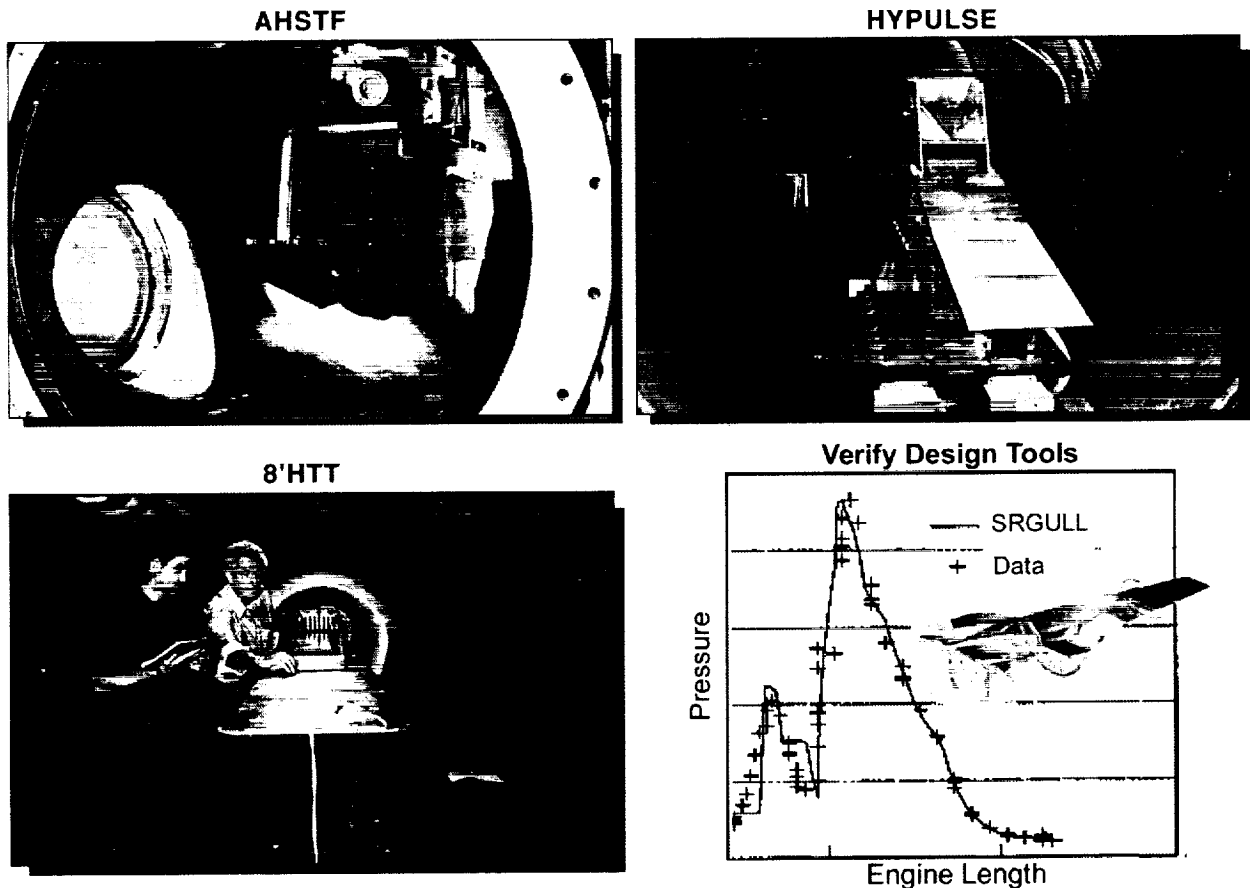 AHSTF
HYPULSE
8'HTT
Verify Design Tools
SRGULL
Data
Pressure
Engine Length